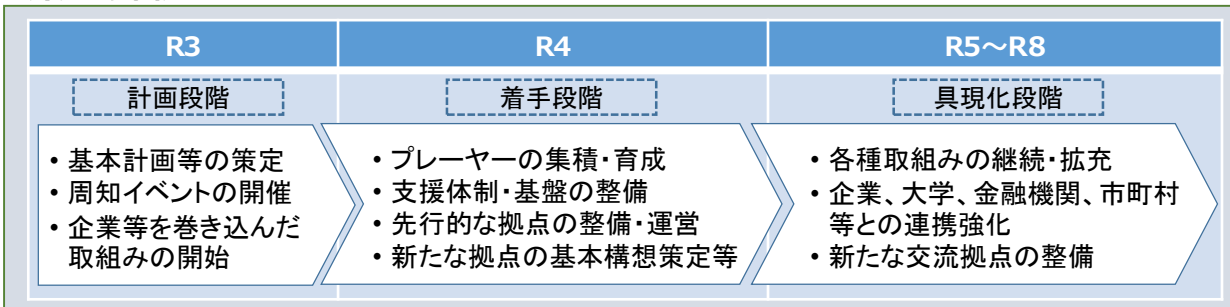 R3
R4
R5～R8
計画段階
着手段階
具現化段階
・基本計画等の策定
・周知イベントの開催
・企業等を巻き込んだ
取組みの開始
・プレーヤーの集積・育成
・支援体制・基盤の整備
・先行的な拠点の整備・運営
・新たな拠点の基本構想策定等
・各種取組みの継続・拡充
・企業、大学、金融機関、市町村
等との連携強化
・新たな交流拠点の整備